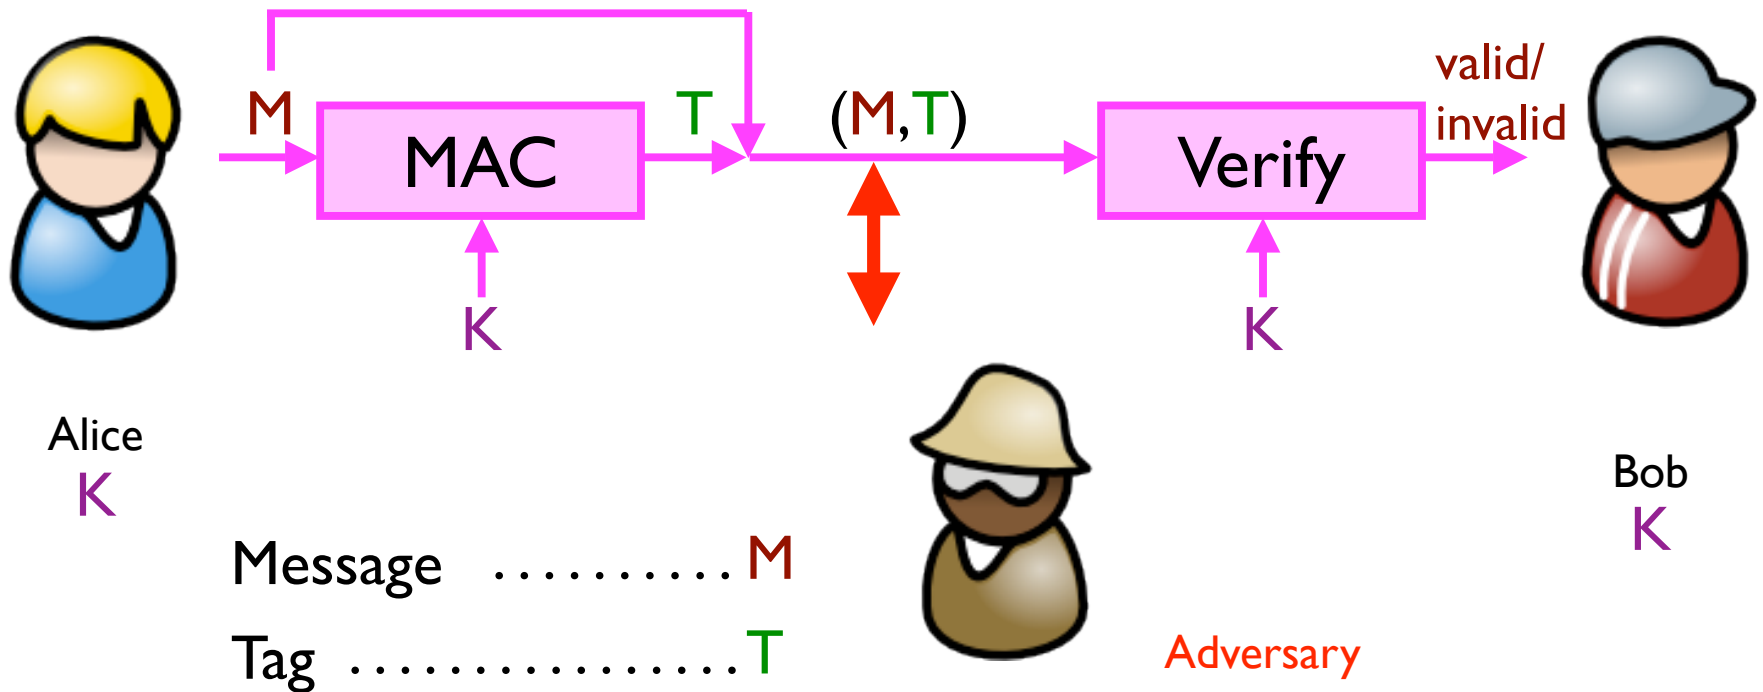 M
MAC
T
(M,T)
Verify
valid/
invalid
K
K
Alice
K
Bob
K
Message .......... M
Tag ................ T
Adversary